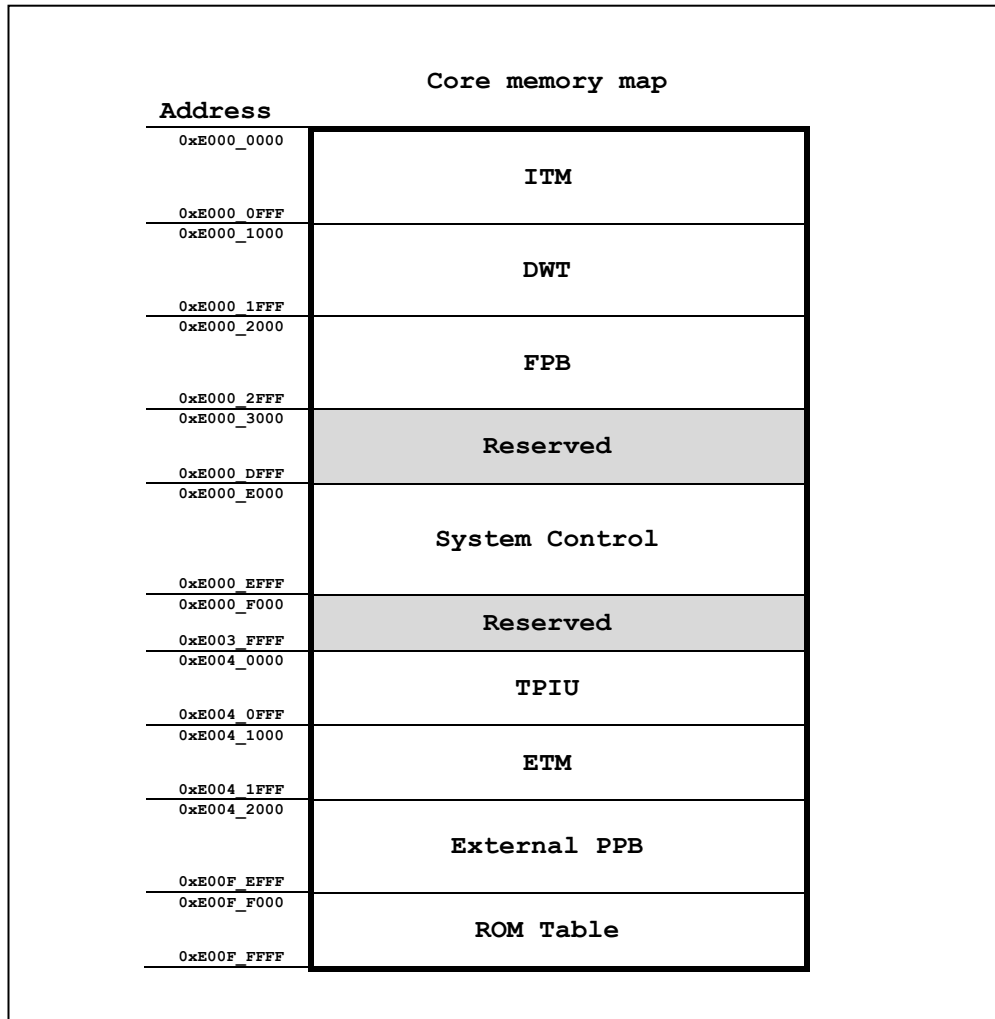 Core memory map
Address
0xE000_0000
ITM
0xE000_0FFF
0xE000_1000
DWT
0xE000_1FFF
0xE000_2000
FPB
0xE000_2FFF
0xE000_3000
Reserved
0xE000_DFFF
0xE000_E000
System Control
0xE000_EFFF
0xE000_F000
Reserved
0xE003_FFFF
0xE004_0000
TPIU
0xE004_0FFF
0xE004_1000
ETM
0xE004_1FFF
0xE004_2000
External PPB
0xE00F_EFFF
0xE00F_F000
ROM Table
0xE00F_FFFF